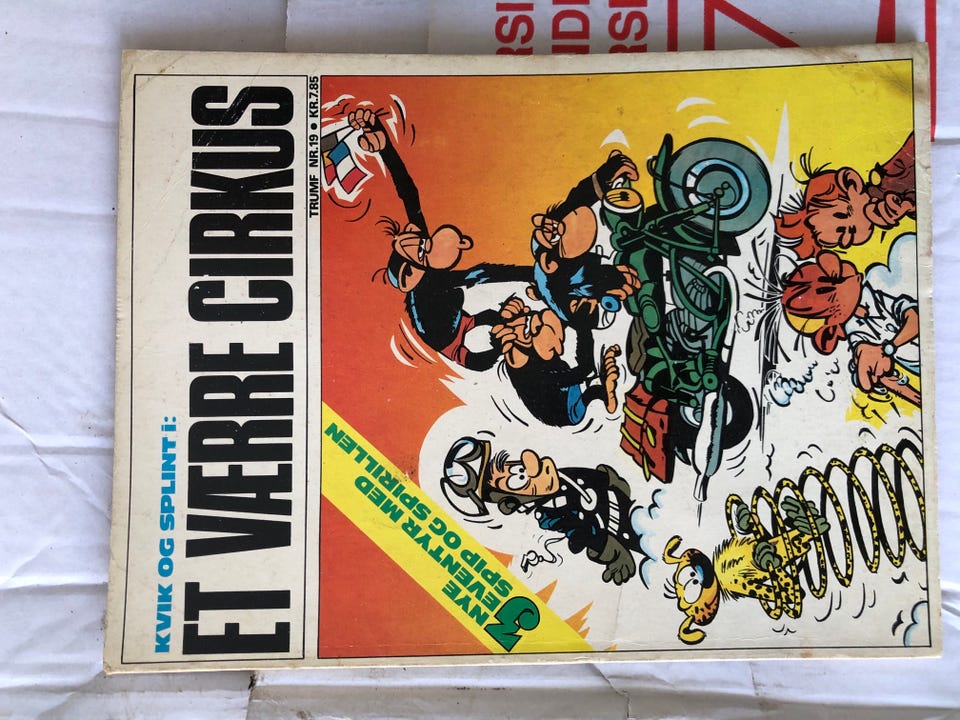 KVIK OG SPLINT i:
ET VÆRRE CIRKUS
TRUMF NR.19 • KR.7.85
3 NYE
EVENTYR MED
SPIP OG SPIRILLEN